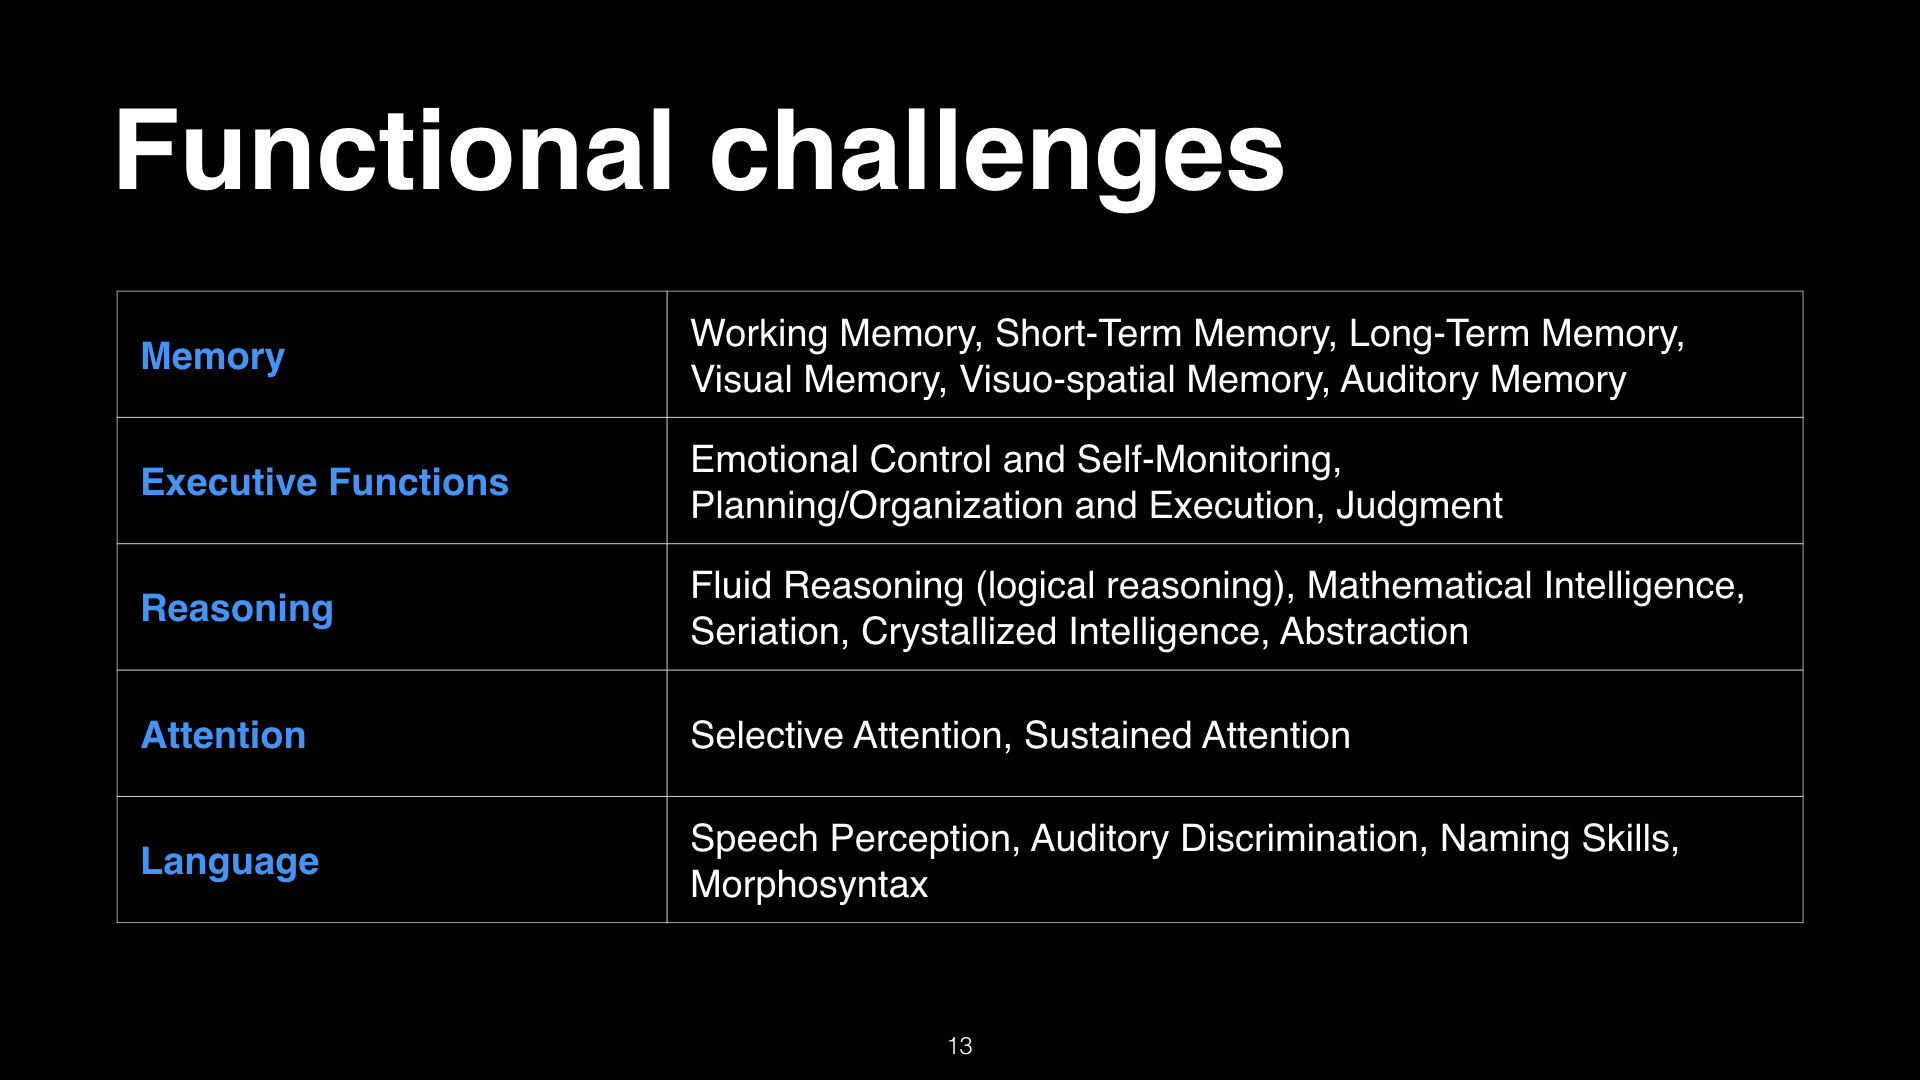 Functional challenges
Memory
Working Memory, Short-Term Memory, Long-Term Memory,
Visual Memory, Visuo-spatial Memory, Auditory Memory
Executive Functions
Emotional Control and Self-Monitoring,
Planning/Organization and Execution, Judgment
Reasoning
Fluid Reasoning (logical reasoning), Mathematical Intelligence,
Seriation, Crystallized Intelligence, Abstraction
Attention
Selective Attention, Sustained Attention
Language
Speech Perception, Auditory Discrimination, Naming Skills,
Morphosyntax
13